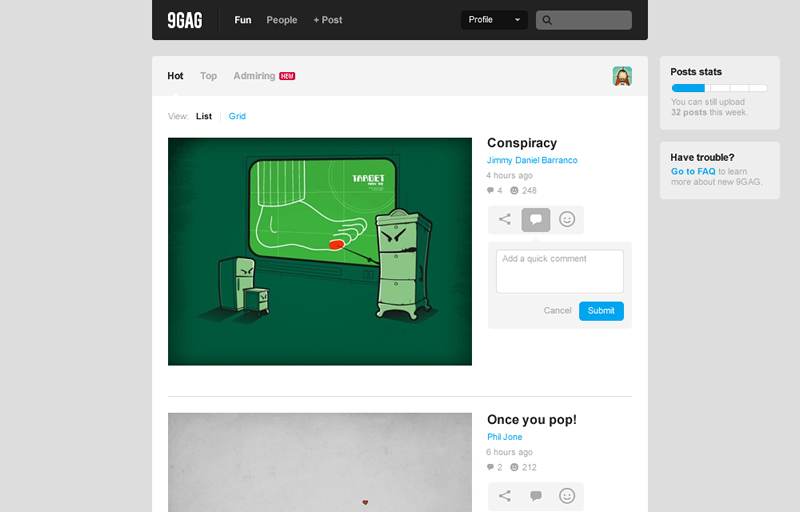 9GAG
Fun
People
+ Post
Profile
Hot
Top
Admiring NEW
View: List Grid
TARGET
Conspiracy
Jimmy Daniel Barranco
4 hours ago
4 248
Add a quick comment
Cancel
Submit
Once you pop!
Phil Jone
6 hours ago
2 212
Posts stats
You can still upload
32 posts this week.
Have trouble?
Go to FAQ to learn
more about new 9GAG.